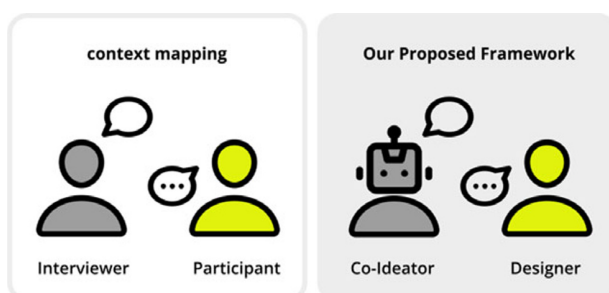 context mapping
Our Proposed Framework
Interviewer
Participant
Co-Ideator
Designer